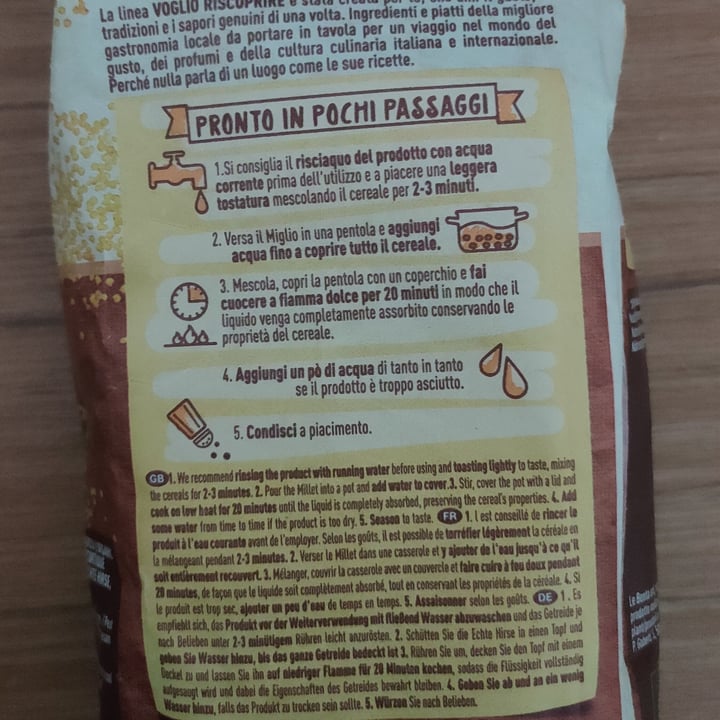 La linea VOGLIO RISCOPRIRE è stata
tradizioni e i sapori genuini di una volta. Ingredienti e piatti della migliore
gastronomia locale da portare in tavola per un viaggio nel mondo del
gusto, dei profumi e della cultura culinaria italiana e internazionale.
Perché nulla parla di un luogo come le sue ricette.
PRONTO IN POCHI PASSAGGI
1.Si consiglia il risciaquo del prodotto con acqua
corrente prima dell'utilizzo e a piacere una leggera
tostatura mescolando il cereale per 2-3 minuti.
2. Versa il Miglio in una pentola e aggiungi
acqua fino a coprire tutto il cereale.
3. Mescola, copri la pentola con un coperchio e fai
cuocere a fiamma dolce per 20 minuti in modo che il
liquido venga completamente assorbito conservando le
proprietà del cereale.
4. Aggiungi un pò di acqua di tanto in tanto
se il prodotto è troppo asciutto.
5. Condisci a piacimento.
GB 1. We recommend rinsing the product with running water before using and toasting lightly to taste, mixing
the cereals for 2-3 minutes. 2. Pour the Millet into a pot and add water to cover.3. Stir, cover the pot with a lid and
cook on low heat for 20 minutes until the liquid is completely absorbed, preserving the cereal's properties. 4. Add
some water from time to time if the product is too dry. 5. Season to taste. FR 1. l est conseillé de rincer le
produit à l'eau courante avant de l'employer. Selon les goûts, il est possible de torréfier légèrement la céréale en
la mélangeant pendant 2-3 minutes. 2. Verser le Millet dans une casserole et y ajouter de l'eau jusqu'à ce qu'il
soit entièrement recouvert. 3. Mélanger, couvrir la casserole avec un couvercle et faire cuire à feu doux pendant
20 minutes, de façon que le liquide soit complètement absorbé, tout en conservant les propriétés de la céréale. 4. Si
le produit est trop sec, ajouter un peu d'eau de temps en temps. 5. Assaisonner selon les goûts. DE 1. Es
empfiehlt sich, das Produkt vor der Weiterverwendung mit fließend Wasser abzuwaschen und das Getreide je
nach Belieben unter 2-3 minütigem Rühren leicht anzurösten. 2. Schütten Sie die Echte Hirse in einen Topf und
geben Sie Wasser hinzu, bis das ganze Getreide bedeckt ist 3. Rühren Sie um, decken Sie den Topf mit einem
Deckel zu und lassen Sie ihn auf niedriger Flamme für 20 Minuten kochen, sodass die Flüssigkeit vollständig
aufgesaugt wird und dabei die Eigenschaften des Getreides bewahrt bleiben. 4. Geben Sie ab und an ein wenig
Wasser hinzu, falls das Produkt zu trocken sein sollte. 5. Würzen Sie nach Belieben.